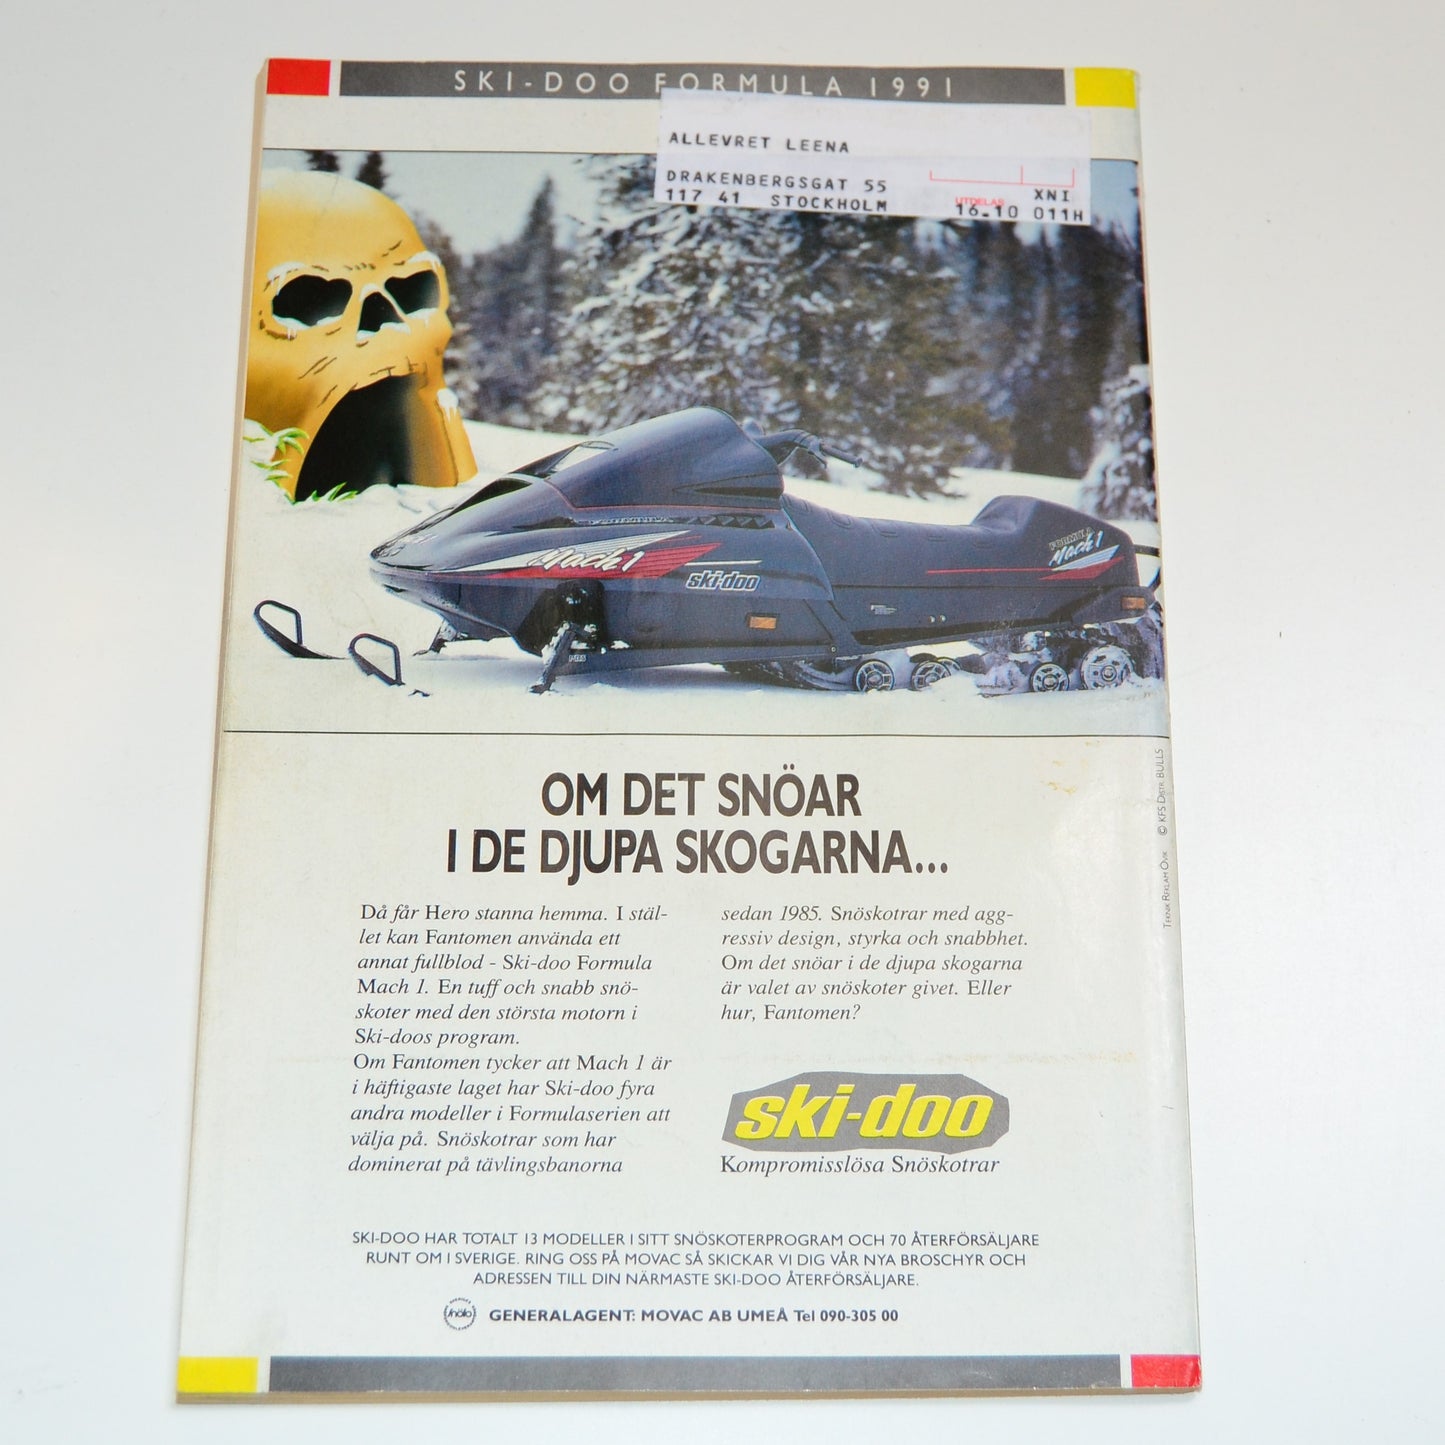 SKI-DOO FORMULA 1991
ALLEVRET LEENA
DRAKENBERGSGAT 55
117 41 STOCKHOLM
UTDELAS
XNI
16-10 011H
FORMULA
Mach 1
ski-doo
FORMULA
Mach 1
OM DET SNÖAR
I DE DJUPA SKOGARNA...
Då får Hero stanna hemma. I stäl-
let kan Fantomen använda ett
annat fullblod - Ski-doo Formula
Mach 1. En tuff och snabb snö-
skoter med den största motorn i
Ski-doos program.
Om Fantomen tycker att Mach 1 är
i häftigaste laget har Ski-doo fyra
andra modeller i Formulaserien att
välja på. Snöskotrar som har
dominerat på tävlingsbanorna
sedan 1985. Snöskotrar med agg-
ressiv design, styrka och snabbhet.
Om det snöar i de djupa skogarna
är valet av snöskoter givet. Eller
hur, Fantomen?
ski-doo
Kompromisslösa Snöskotrar
TEKNIK REKLAM ÖVIK © KFS DISTR. BULLS
SKI-DOO HAR TOTALT 13 MODELLER I SITT SNÖSKOTERPROGRAM OCH 70 ÅTERFÖRSÄLJARE
RUNT OM I SVERIGE. RING OSS PÅ MOVAC SÅ SKICKAR VI DIG VÅR NYA BROSCHYR OCH
ADRESSEN TILL DIN NÄRMASTE SKI-DOO ÅTERFÖRSÄLJARE.
GENERALAGENT: MOVAC AB UMEÅ Tel 090-305 00